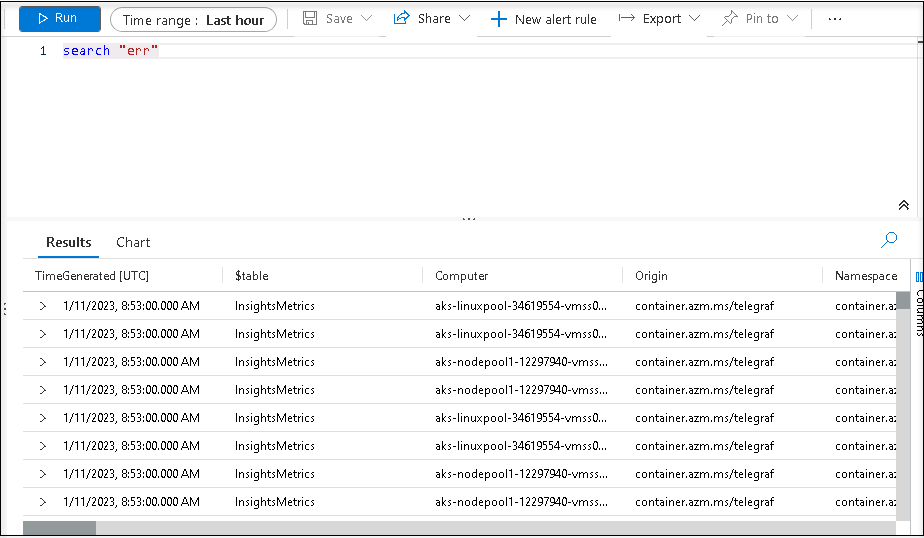 Run Time range : Last hour Save Share New alert rule Export Pin to ...
1 search "err"
...
Results Chart
TimeGenerated [UTC] $table Computer Origin Namespace
1/11/2023, 8:53:00.000 AM InsightsMetrics aks-linuxpool-34619554-vmss0... container.azm.ms/telegraf container.az
1/11/2023, 8:53:00.000 AM InsightsMetrics aks-linuxpool-34619554-vmss0... container.azm.ms/telegraf container.az
1/11/2023, 8:53:00.000 AM InsightsMetrics aks-nodepool1-12297940-vmss... container.azm.ms/telegraf container.az
1/11/2023, 8:53:00.000 AM InsightsMetrics aks-nodepool1-12297940-vmss... container.azm.ms/telegraf container.az
1/11/2023, 8:53:00.000 AM InsightsMetrics aks-linuxpool-34619554-vmss0... container.azm.ms/telegraf container.az
1/11/2023, 8:53:00.000 AM InsightsMetrics aks-linuxpool-34619554-vmss0... container.azm.ms/telegraf container.az
1/11/2023, 8:53:00.000 AM InsightsMetrics aks-nodepool1-12297940-vmss... container.azm.ms/telegraf container.az
1/11/2023, 8:53:00.000 AM InsightsMetrics aks-nodepool1-12297940-vmss... container.azm.ms/telegraf container.az
Columns